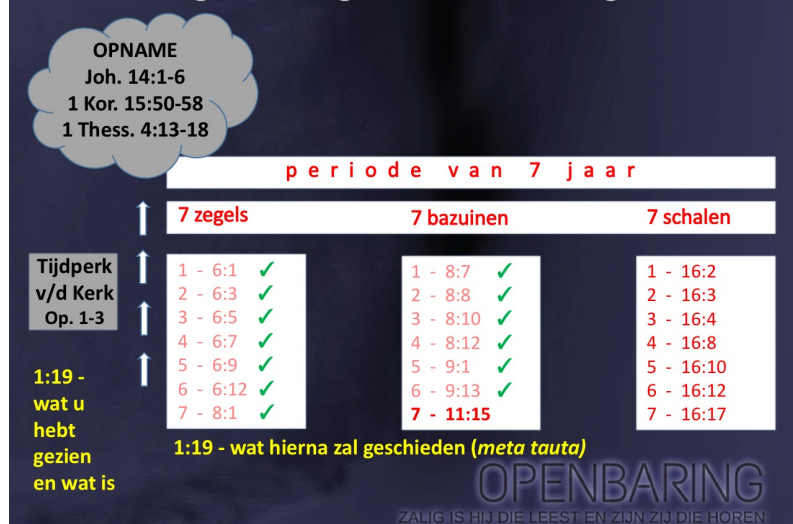 OPNAME
Joh. 14:1-6
1 Kor. 15:50-58
1 Thess. 4:13-18
periode van 7 jaar
7 zegels
7 bazuinen
7 schalen
Tijdperk
v/d Kerk
Op. 1-3
1 - 6:1 ✓
2 - 6:3 ✓
3 - 6:5 ✓
4 - 6:7 ✓
5 - 6:9 ✓
6 - 6:12 ✓
7 - 8:1 ✓
1 - 8:7 ✓
2 - 8:8 ✓
3 - 8:10 ✓
4 - 8:12 ✓
5 - 9:1 ✓
6 - 9:13 ✓
7 - 11:15
1 - 16:2
2 - 16:3
3 - 16:4
4 - 16:8
5 - 16:10
6 - 16:12
7 - 16:17
1:19 -
wat u
hebt
gezien
en wat is
1:19 - wat hierna zal geschieden (meta tauta)
OPENBARING
ZALIG IS HIJ DIE LEEST EN ZIJN ZIJ DIE HOREN